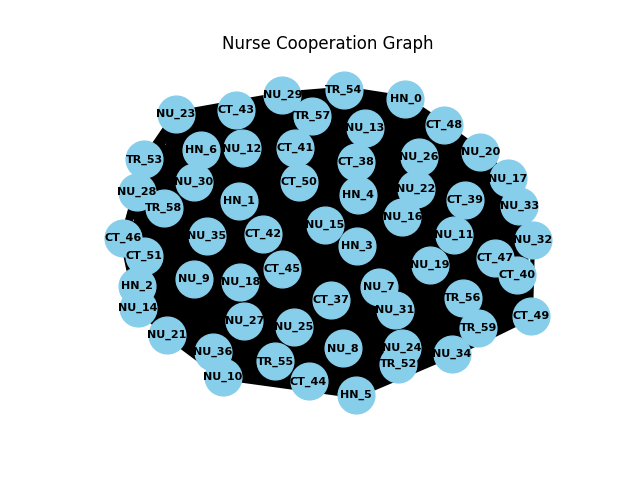 Nurse Cooperation Graph
TR_54
NU_29
HN_0
CT_43
NU_23
TR_57
CT_48
NU_13
CT_41
NU_12
HN_6
NU_20
NU_26
TR_53
CT_38
NU_17
CT_50
NU_30
NU_22
NU_28
HN_4
CT_39
HN_1
NU_33
TR_58
NU_16
NU_15
CT_42
NU_11
NU_35
CT_46
NU_32
HN_3
CT_51
CT_47
NU_19
CT_45
CT_40
NU_9
NU_18
HN_2
NU_7
TR_56
CT_37
NU_14
NU_31
CT_49
NU_27
NU_25
TR_59
NU_21
NU_8
NU_24
NU_36
NU_34
TR_55
TR_52
NU_10
CT_44
HN_5